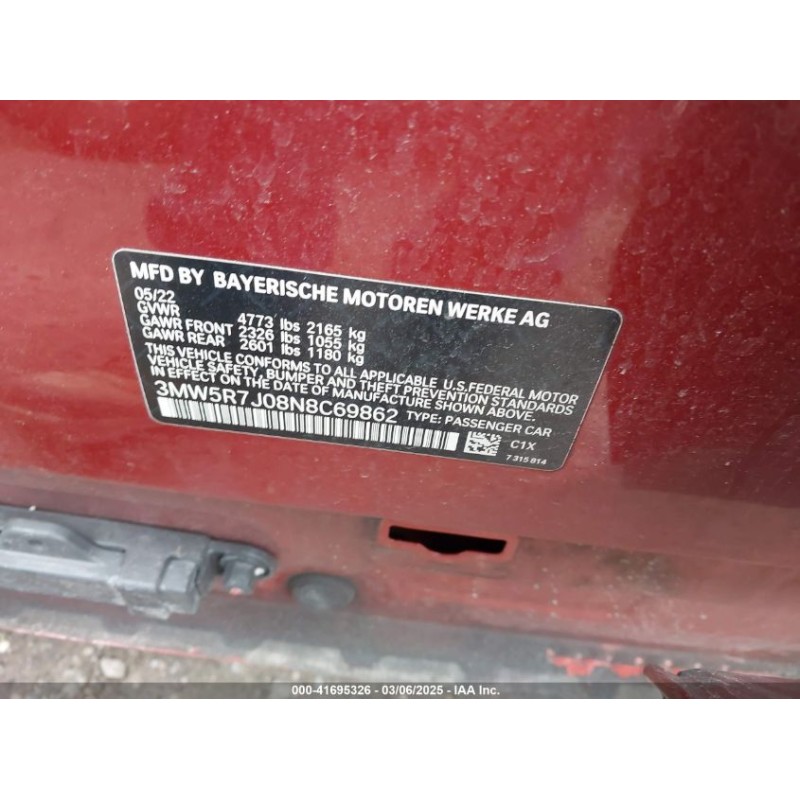 MFD BY BAYERISCHE MOTOREN WERKE AG
05/22
GVWR 4773 lbs 2165 kg
GAWR FRONT 2326 lbs 1055 kg
GAWR REAR 2601 lbs 1180 kg
THIS VEHICLE CONFORMS TO ALL APPLICABLE U.S.FEDERAL MOTOR
VEHICLE SAFETY, BUMPER, AND THEFT PREVENTION STANDARDS
IN EFFECT ON THE DATE OF MANUFACTURE SHOWN ABOVE.
3MW5R7J08N8C69862 TYPE: PASSENGER CAR
C1X
7 315 814
000-41695326 - 03/06/2025 - IAA Inc.